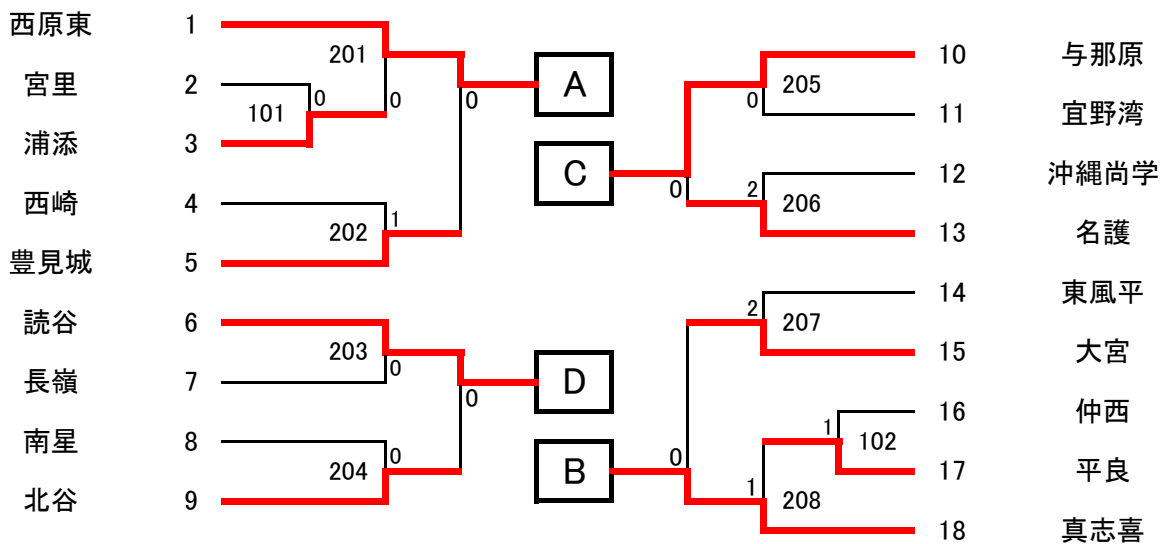 西原東 1
宮里 2
浦添 3
西崎 4
豊見城 5
読谷 6
長嶺 7
南星 8
北谷 9
201
101
0
0
0
202
1
203
0
0
204
0
A
C
D
B
10 与那原
11 宜野湾
12 沖縄尚学
13 名護
14 東風平
15 大宮
16 仲西
17 平良
18 真志喜
205
0
0
2
206
2
207
0
1
102
1
208